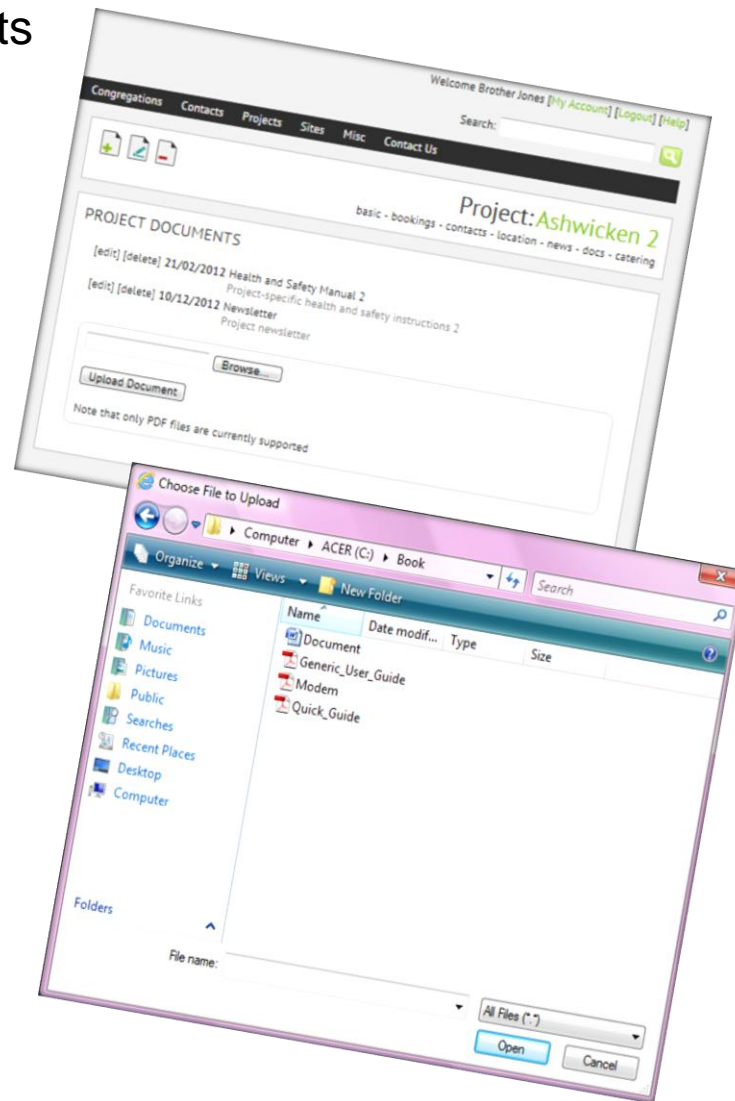 ts
Welcome Brother Jones [My Account] [Logout] [Help]
Search:
Congregations Contacts Projects Sites Misc Contact Us
Project:Ashwicken 2
basic - bookings - contacts - location - news - docs - catering
PROJECT DOCUMENTS
[edit] [delete] 21/02/2012 Health and Safety Manual 2
Project-specific health and safety instructions 2
[edit] [delete] 10/12/2012 Newsletter
Project newsletter
Browse...
Upload Document
Note that only PDF files are currently supported
Choose File to Upload
Computer ACER (C:) Book
Search
Organize Views New Folder
Favorite Links
Documents
Music
Pictures
Public
Searches
Recent Places
Desktop
Computer
Folders
Name Date modif... Type Size
Document
Generic_User_Guide
Modem
Quick_Guide
File name:
All Files (*.*)
Open Cancel